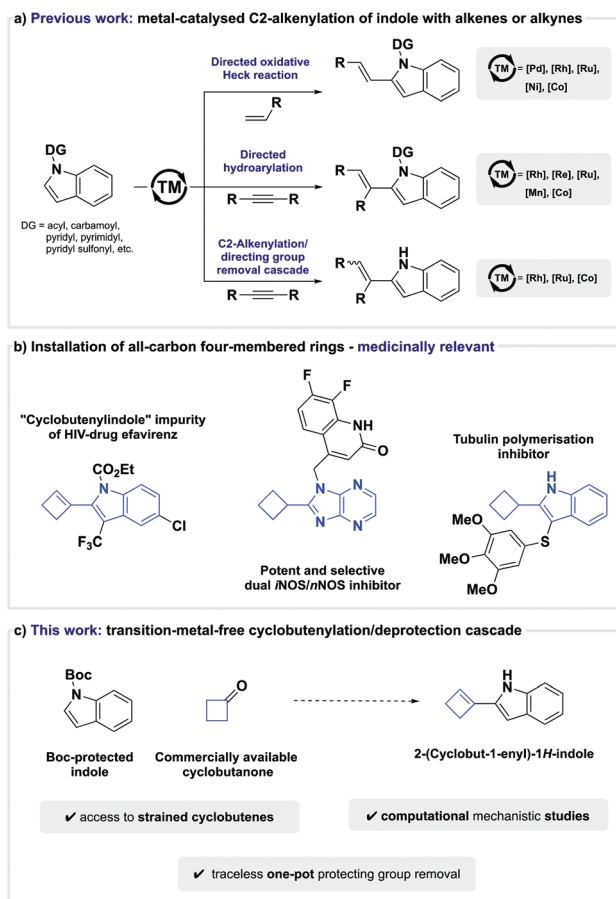 a) Previous work: metal-catalysed C2-alkenylation of indole with alkenes or alkynes
DG
N
TM
DG = acyl, carbamoyl,
pyridyl, pyrimidyl,
pyridyl sulfonyl, etc.
Directed oxidative
Heck reaction
R
DG
N
R
TM = [Pd], [Rh], [Ru],
[Ni], [Co]
Directed
hydroarylation
R R
DG
N
R
R
TM = [Rh], [Re], [Ru],
[Mn], [Co]
C2-Alkenylation/
directing group
removal cascade
R R
H
N
R
R
TM = [Rh], [Ru], [Co]
b) Installation of all-carbon four-membered rings - medicinally relevant
"Cyclobutenylindole" impurity
of HIV-drug efavirenz
CO2Et
N
F3C
Cl
F
F
NH
O
N
N
N
N
Potent and selective
dual iNOS/nNOS inhibitor
Tubulin polymerisation
inhibitor
H
N
S
MeO
MeO
MeO
c) This work: transition-metal-free cyclobutenylation/deprotection cascade
Boc
N
Boc-protected
indole
O
Commercially available
cyclobutanone
H
N
2-(Cyclobut-1-enyl)-1H-indole
✔ access to strained cyclobutenes
✔ computational mechanistic studies
✔ traceless one-pot protecting group removal